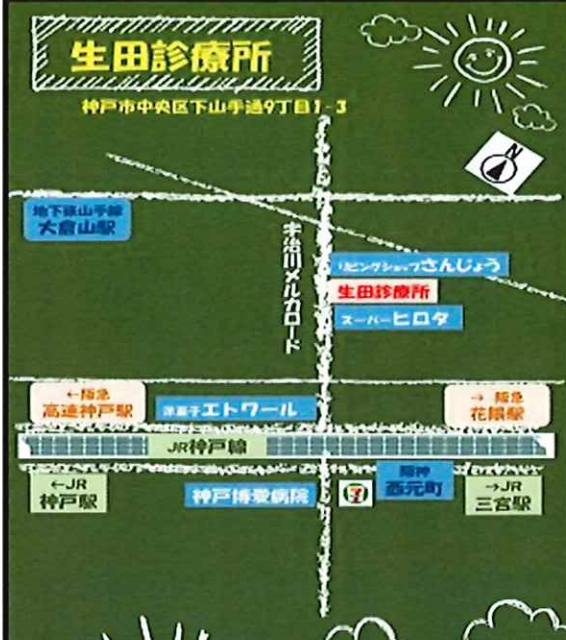 生田診療所
神戸市中央区下山手通9丁目1-3
N
地下鉄山手線
大倉山駅
宇治川メルカロード
リビングショップさんじょう
生田診療所
スーパーヒロタ
←阪急
高速神戸駅
洋菓子エトワール
→ 阪急
花隈駅
JR神戸線
←JR
神戸駅
神戸博愛病院
7
阪神
西元町
→JR
三宮駅